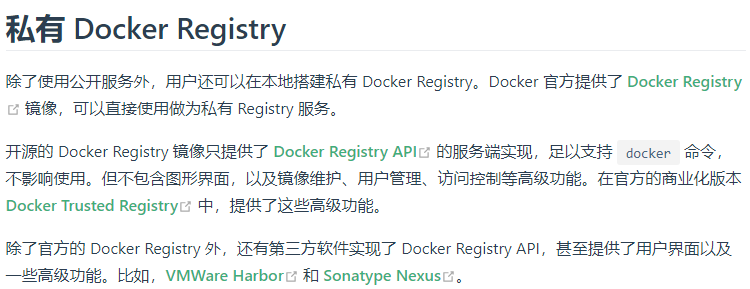 私有 Docker Registry
除了使用公开服务外，用户还可以在本地搭建私有 Docker Registry。Docker 官方提供了 Docker Registry
镜像，可以直接使用做为私有 Registry 服务。
开源的 Docker Registry 镜像只提供了 Docker Registry API 的服务端实现，足以支持 docker 命令，
不影响使用。但不包含图形界面，以及镜像维护、用户管理、访问控制等高级功能。在官方的商业化版本
Docker Trusted Registry 中，提供了这些高级功能。
除了官方的 Docker Registry 外，还有第三方软件实现了 Docker Registry API，甚至提供了用户界面以及
一些高级功能。比如，VMWare Harbor 和 Sonatype Nexus。